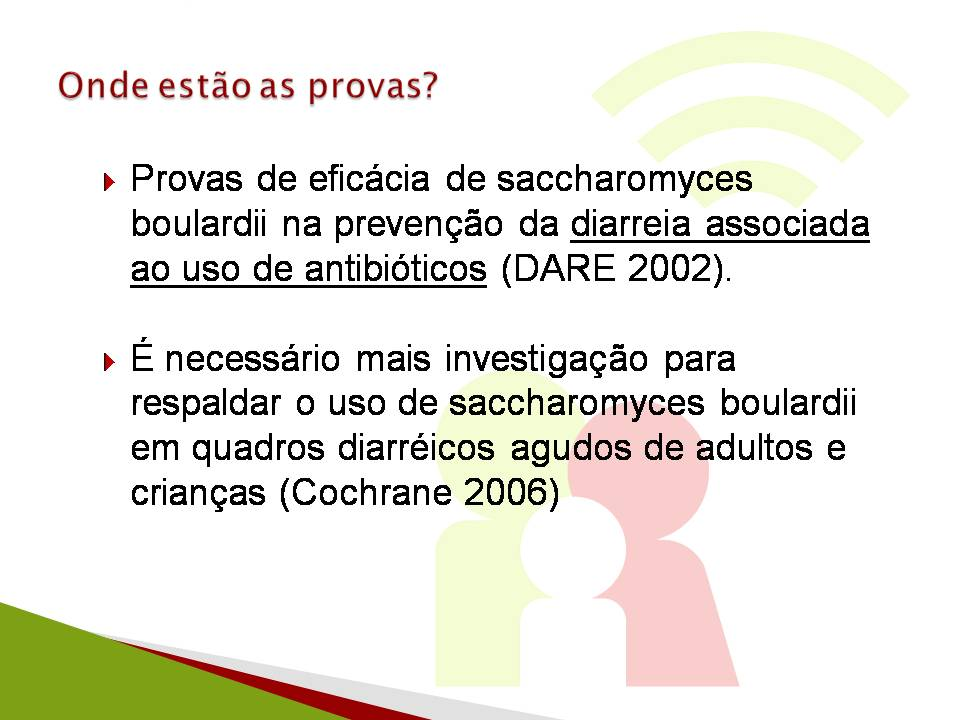 Onde estão as provas?
Provas de eficácia de saccharomyces
boulardii na prevenção da diarreia associada
ao uso de antibióticos (DARE 2002).
É necessário mais investigação para
respaldar o uso de saccharomyces boulardii
em quadros diarréicos agudos de adultos e
crianças (Cochrane 2006)